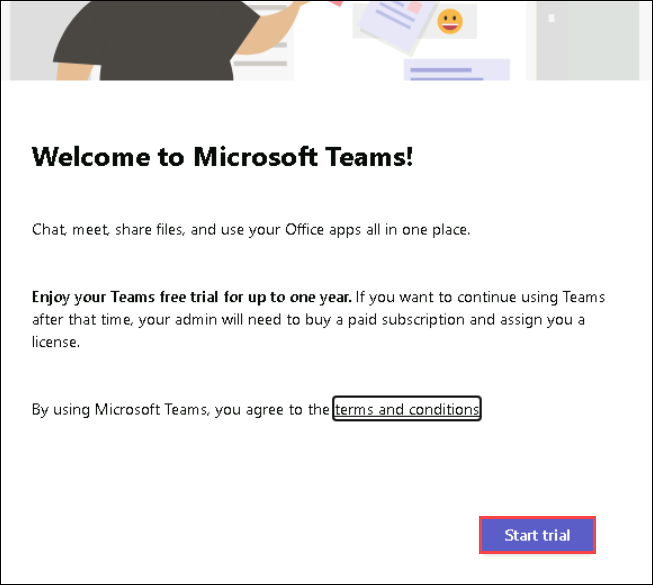 Welcome to Microsoft Teams!
Chat, meet, share files, and use your Office apps all in one place.
Enjoy your Teams free trial for up to one year. If you want to continue using Teams
after that time, your admin will need to buy a paid subscription and assign you a
license.
By using Microsoft Teams, you agree to the terms and conditions
Start trial